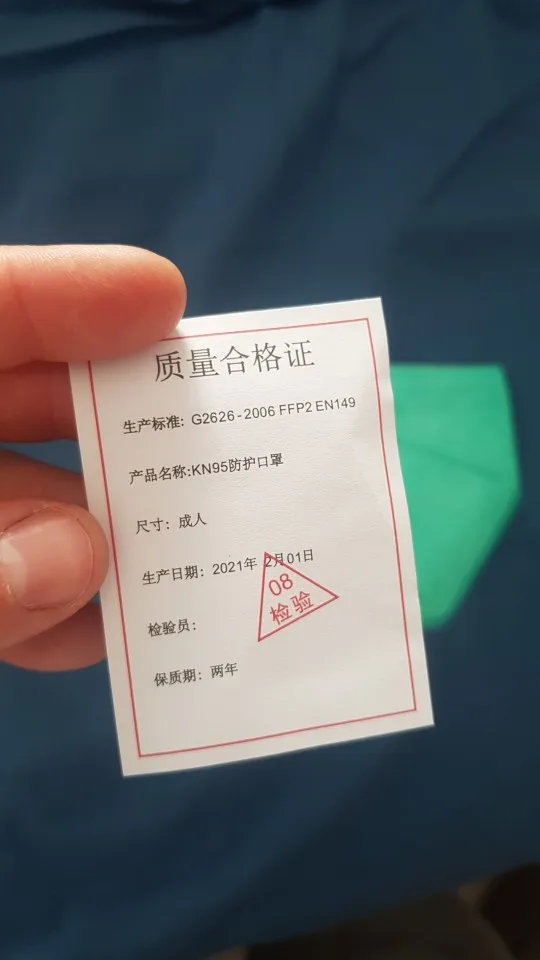 质量合格证
生产标准: G2626-2006 FFP2 EN149
产品名称:KN95防护口罩
尺寸: 成人
生产日期: 2021年 2月01日
08
检验
检验员:
保质期: 两年